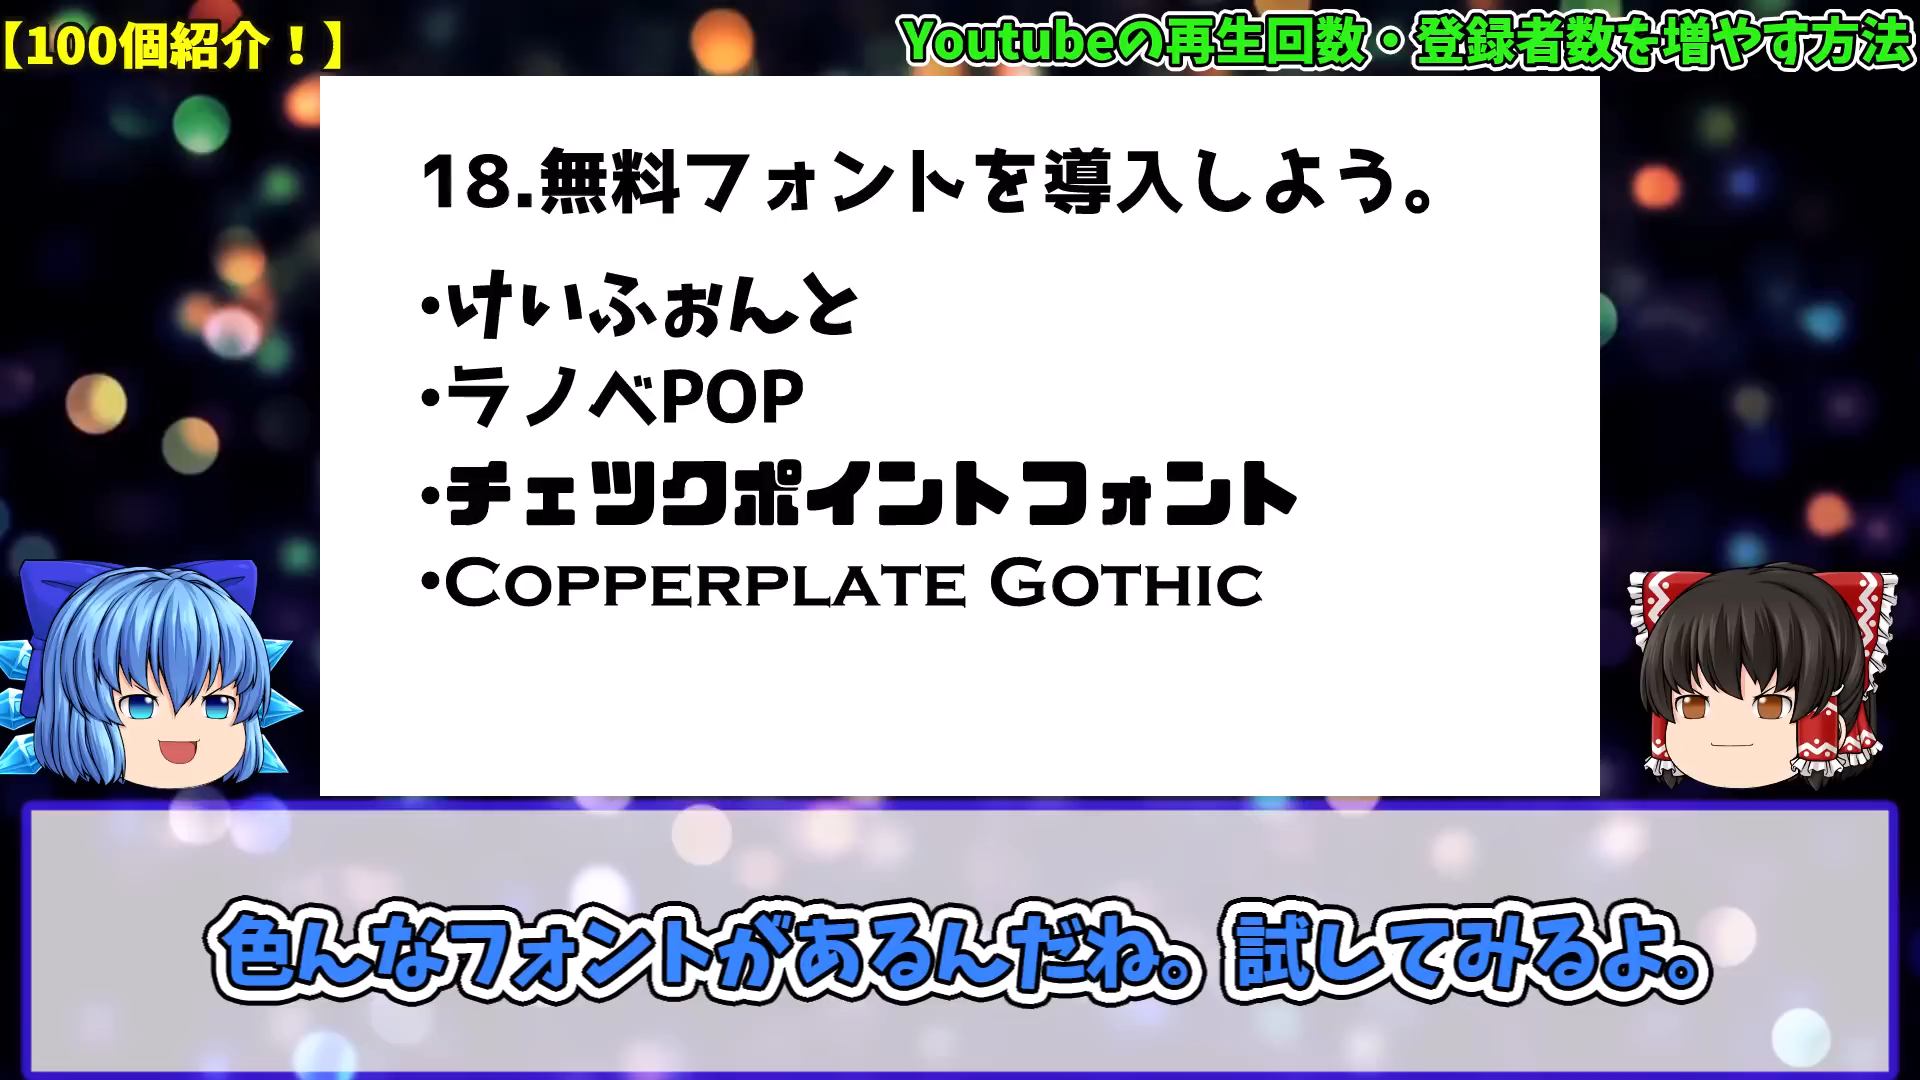 【100個紹介！】
Youtubeの再生回数・登録者数を増やす方法
18.無料フォントを導入しよう。
・けいふぉんと
・ラノベPOP
・チェックポイントフォント
・COPPERPLATE GOTHIC
色んなフォントがあるんだね。試してみるよ。